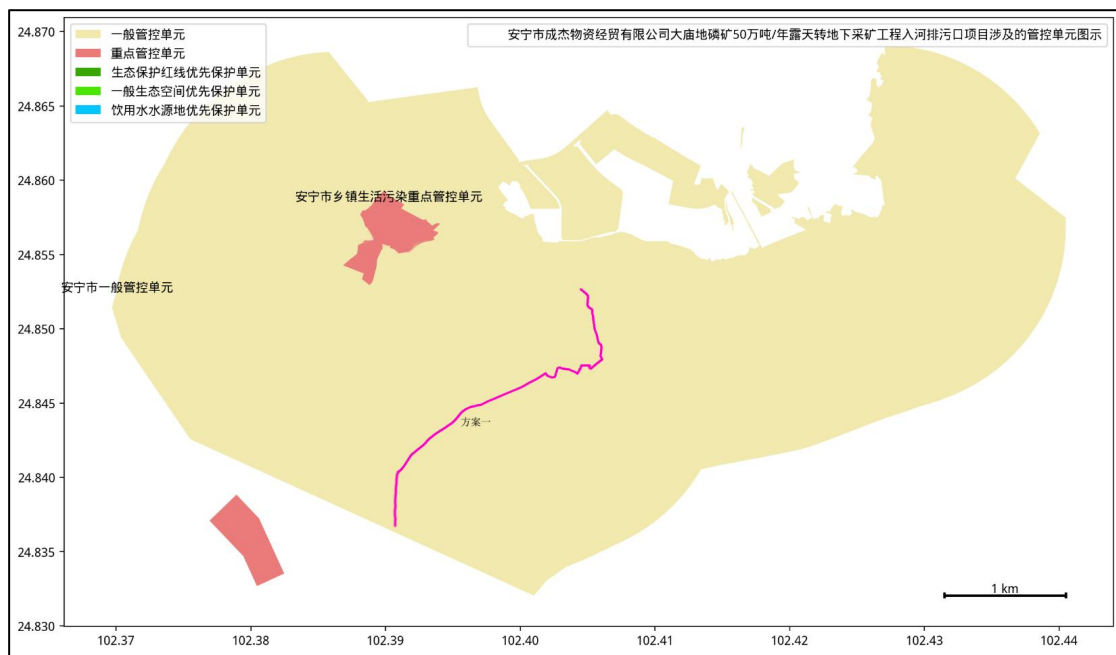 安宁市成杰物资经贸有限公司大庙地磷矿50万吨/年露天转地下采矿工程入河排污口项目涉及的管控单元图示
一般管控单元
重点管控单元
生态保护红线优先保护单元
一般生态空间优先保护单元
饮用水水源地优先保护单元
安宁市乡镇生活污染重点管控单元
安宁市一般管控单元
方案一
1 km
24.870
24.865
24.860
24.855
24.850
24.845
24.840
24.835
24.830
102.37
102.38
102.39
102.40
102.41
102.42
102.43
102.44